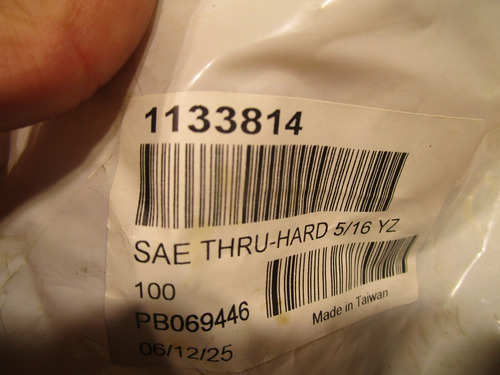 1133814
SAE THRU-HARD 5/16 YZ
100
PB069446
Made in Taiwan
06/12/25